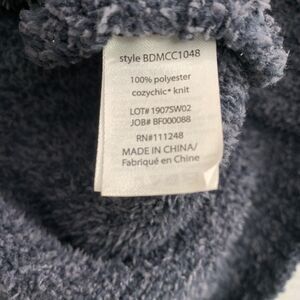 style BDMCC1048
100% polyester
cozychic* knit
LOT# 1907SW02
JOB# BF000088
RN#111248
MADE IN CHINA/
Fabriqué en Chine